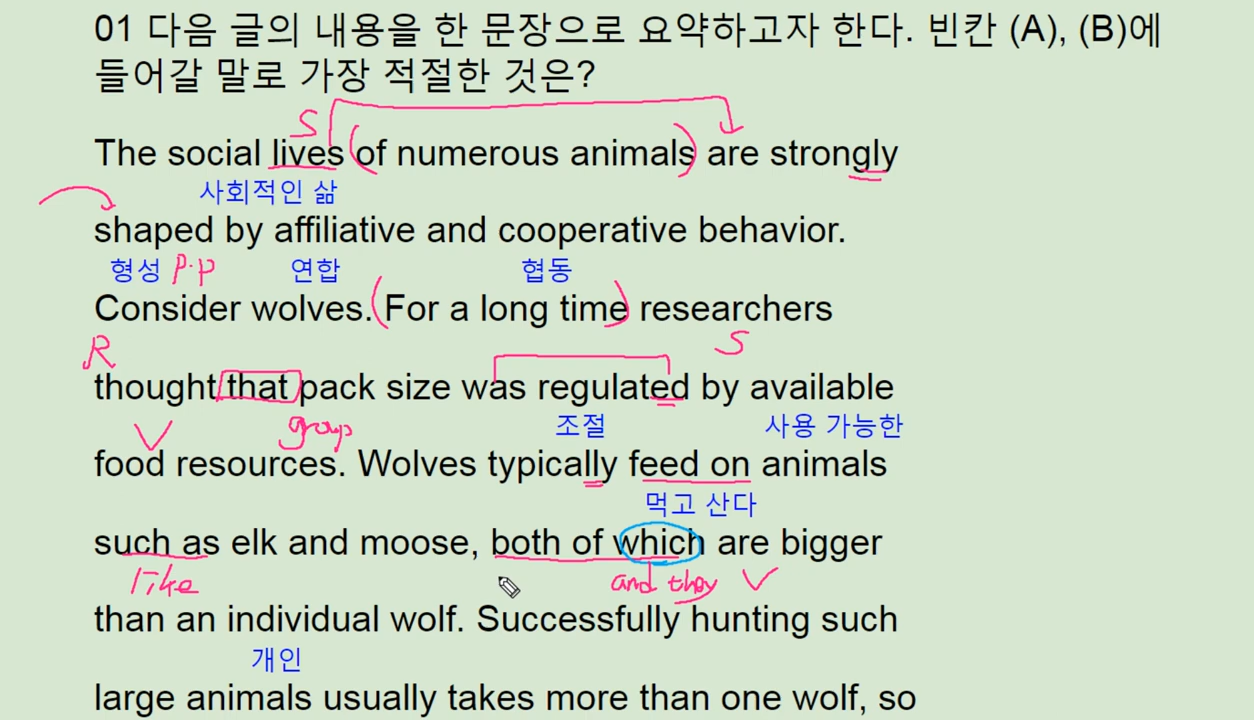 01 다음 글의 내용을 한 문장으로 요약하고자 한다. 빈칸 (A), (B)에
들어갈 말로 가장 적절한 것은?
S
The social lives (of numerous animals) are strongly
사회적인 삶
shaped by affiliative and cooperative behavior.
형성 P.P 연합 협동
Consider wolves. (For a long time) researchers
R S
thought that pack size was regulated by available
V group 조절 사용 가능한
food resources. Wolves typically feed on animals
먹고 산다
such as elk and moose, both of which are bigger
like and they V
than an individual wolf. Successfully hunting such
개인
large animals usually takes more than one wolf, so